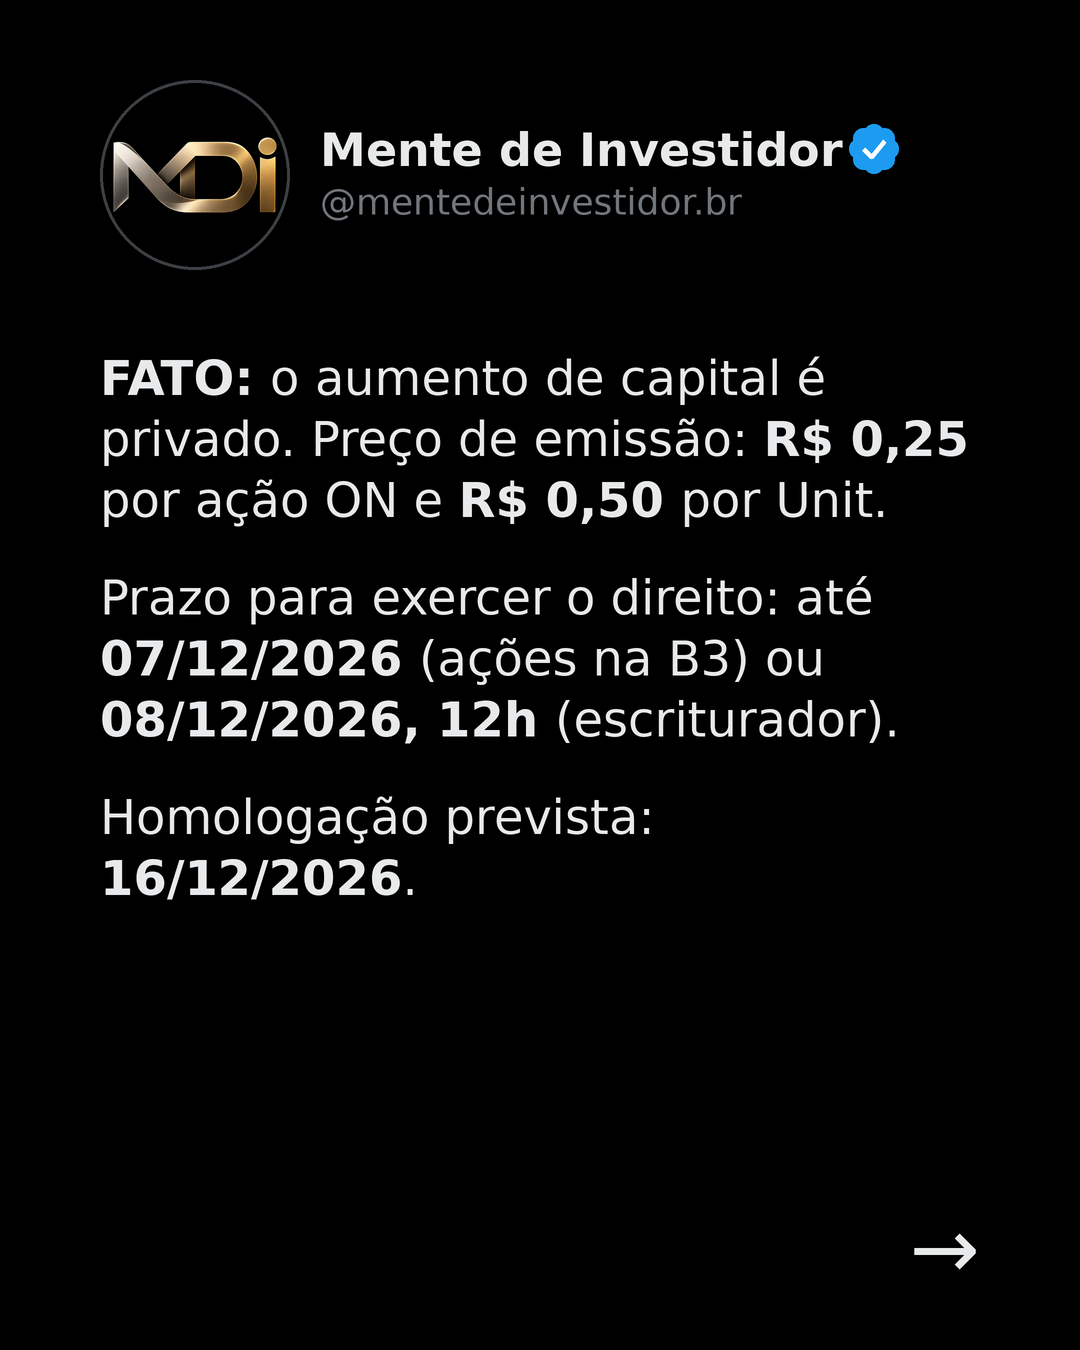 MDi
Mente de Investidor
@mentedeinvestidor.br
FATO: o aumento de capital é
privado. Preço de emissão: R$ 0,25
por ação ON e R$ 0,50 por Unit.
Prazo para exercer o direito: até
07/12/2026 (ações na B3) ou
08/12/2026, 12h (escriturador).
Homologação prevista:
16/12/2026.
→